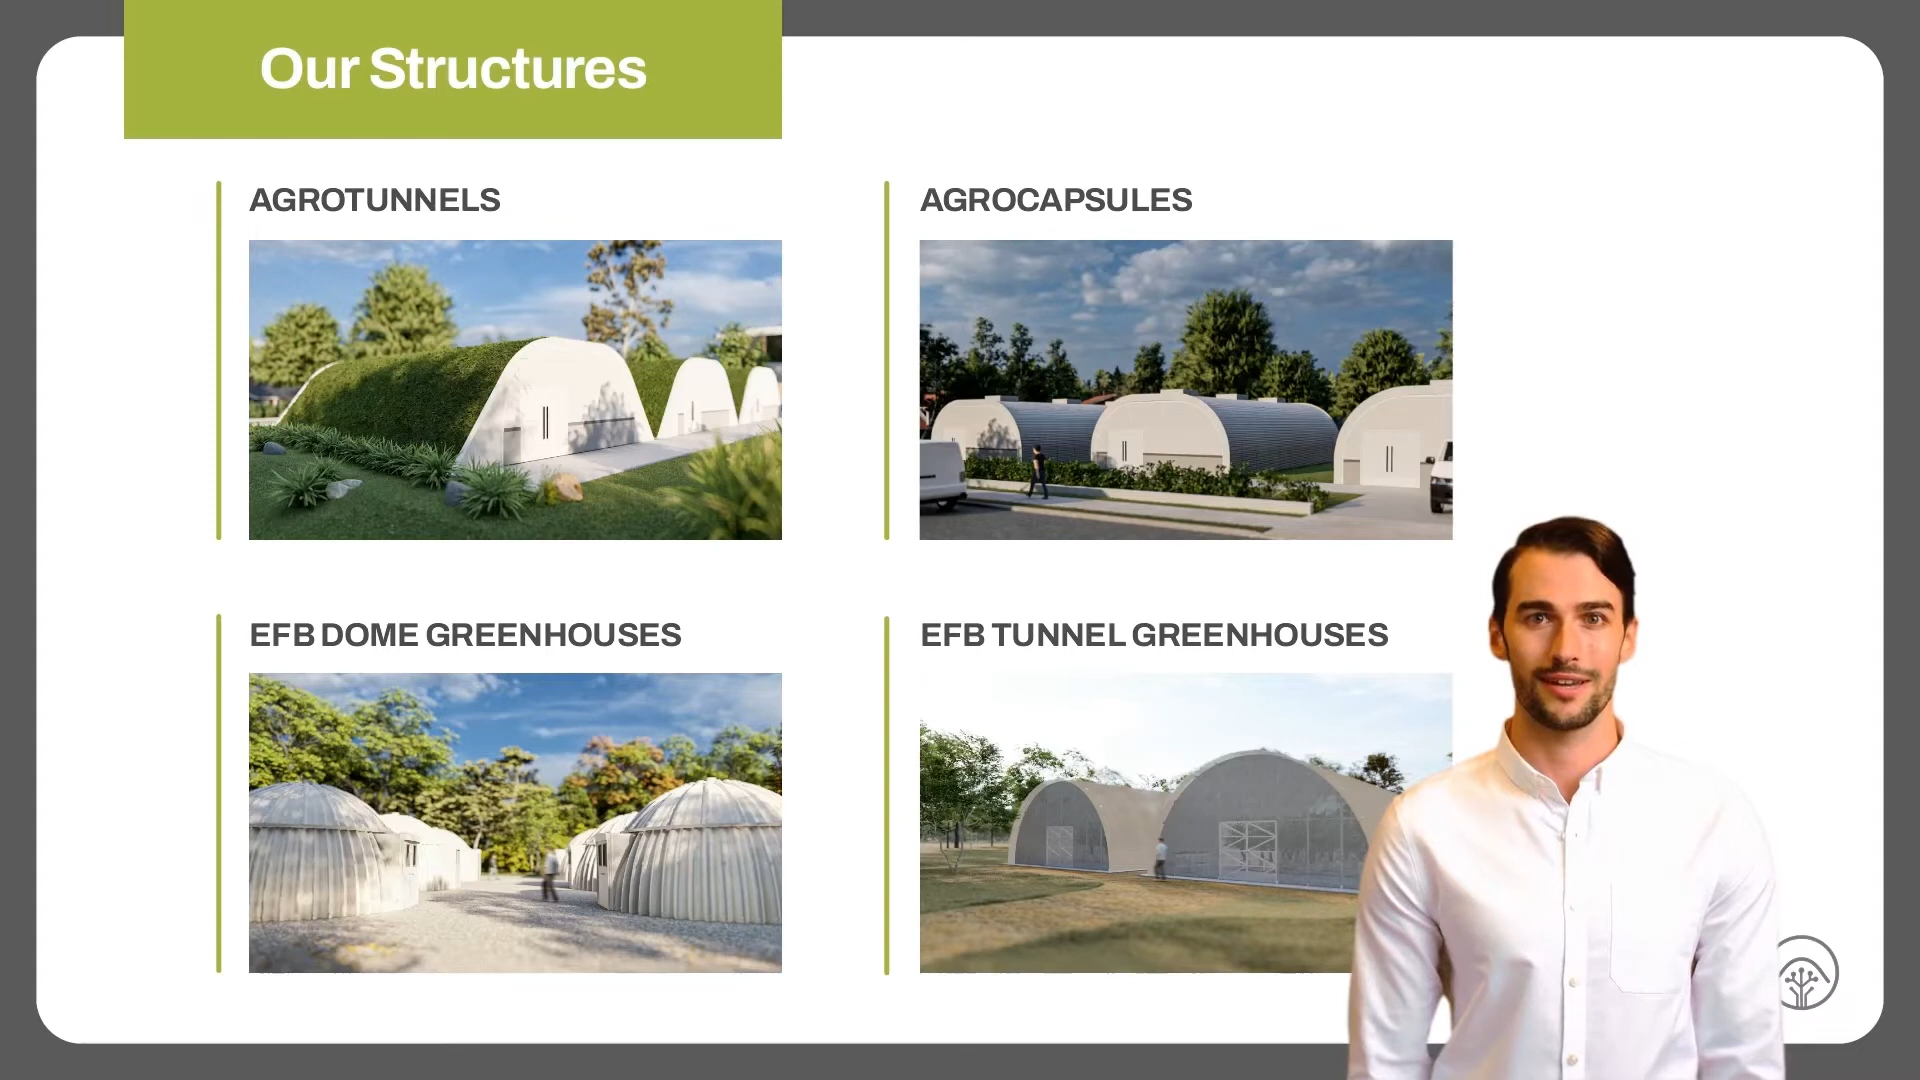 Our Structures
AGROTUNNELS
AGROCAPSULES
EFB DOME GREENHOUSES
EFB TUNNEL GREENHOUSES